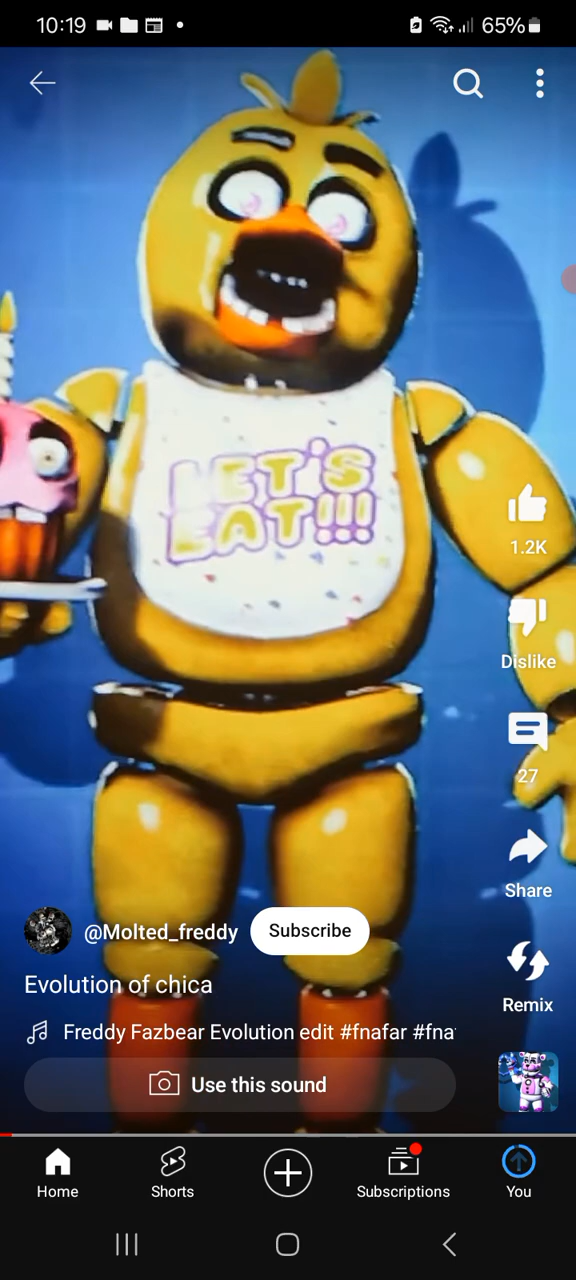 10:19
65%
LET'S
EAT!!!
1.2K
Dislike
27
Share
@Molted_freddy
Subscribe
Evolution of chica
Remix
Freddy Fazbear Evolution edit #fnafar #fna
Use this sound
Home
Shorts
Subscriptions
You